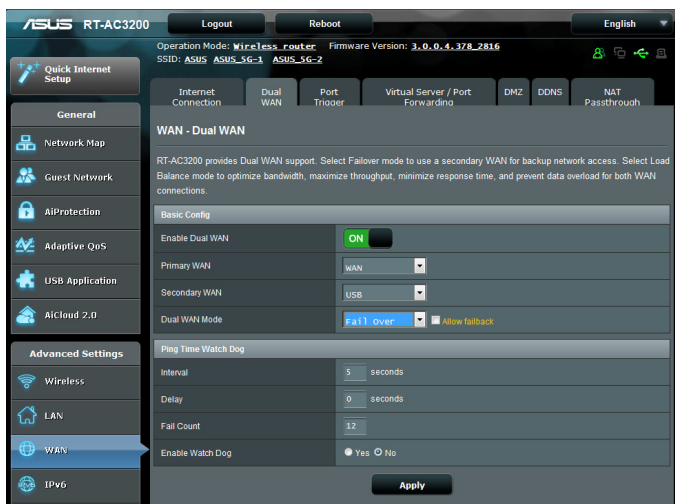 ASUS RT-AC3200 Logout Reboot English
Operation Mode: Wireless router Firmware Version: 3.0.0.4.378_2816
SSID: ASUS ASUS_5G-1 ASUS_5G-2
Quick Internet
Setup
General
Network Map
Guest Network
AiProtection
Adaptive QoS
USB Application
AiCloud 2.0
Advanced Settings
Wireless
LAN
WAN
IPv6
Internet
Connection
Dual
WAN
Port
Trigger
Virtual Server / Port
Forwarding
DMZ
DDNS
NAT
Passthrough
WAN - Dual WAN
RT-AC3200 provides Dual WAN support. Select Failover mode to use a secondary WAN for backup network access. Select Load
Balance mode to optimize bandwidth, maximize throughput, minimize response time, and prevent data overload for both WAN
connections.
Basic Config
Enable Dual WAN ON
Primary WAN WAN
Secondary WAN USB
Dual WAN Mode Fail Over Allow failback
Ping Time Watch Dog
Interval 5 seconds
Delay 0 seconds
Fail Count 12
Enable Watch Dog Yes No
Apply